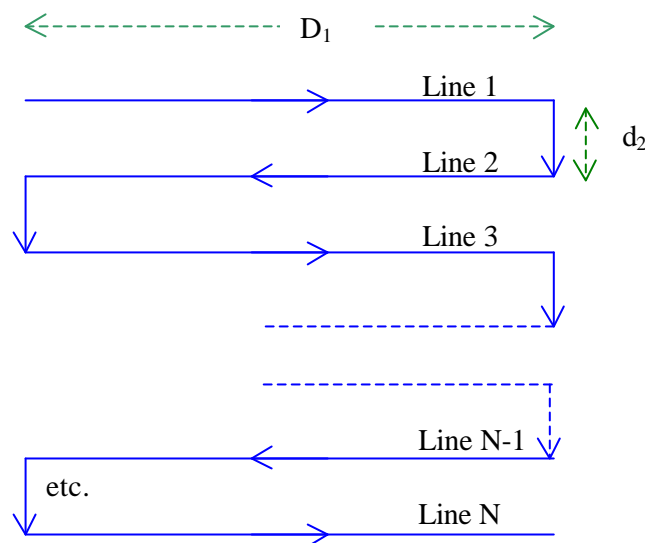 D₁
Line 1
d₂
Line 2
Line 3
Line N-1
etc.
Line N